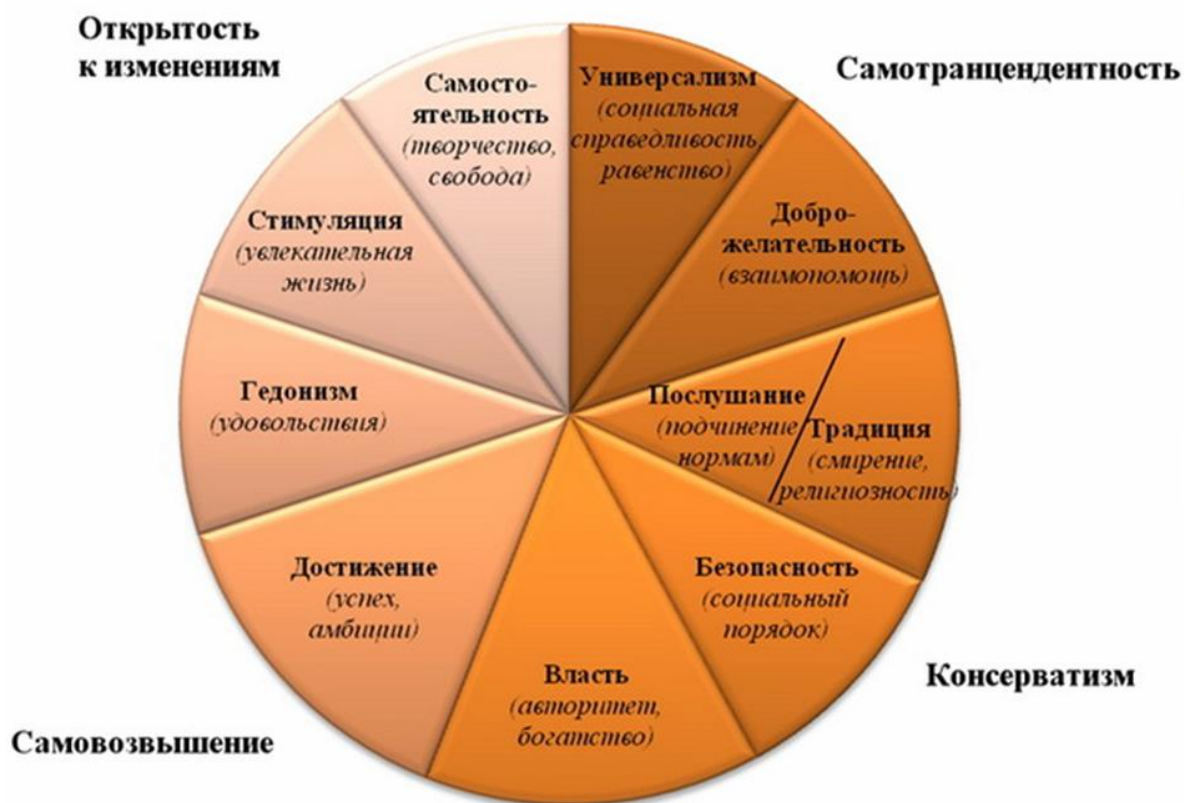 Открытость
к изменениям
Самотранцендентность
Самосто-
ятельность
(творчество,
свобода)
Универсализм
(социальная
справедливость,
равенство)
Добро-
желательность
(взаимопомощь)
Стимуляция
(увлекательная
жизнь)
Гедонизм
(удовольствия)
Послушание
(подчинение
нормам)
Традиция
(смирение,
религиозность)
Достижение
(успех,
амбиции)
Безопасность
(социальный
порядок)
Власть
(авторитет,
богатство)
Консерватизм
Самовозвышение